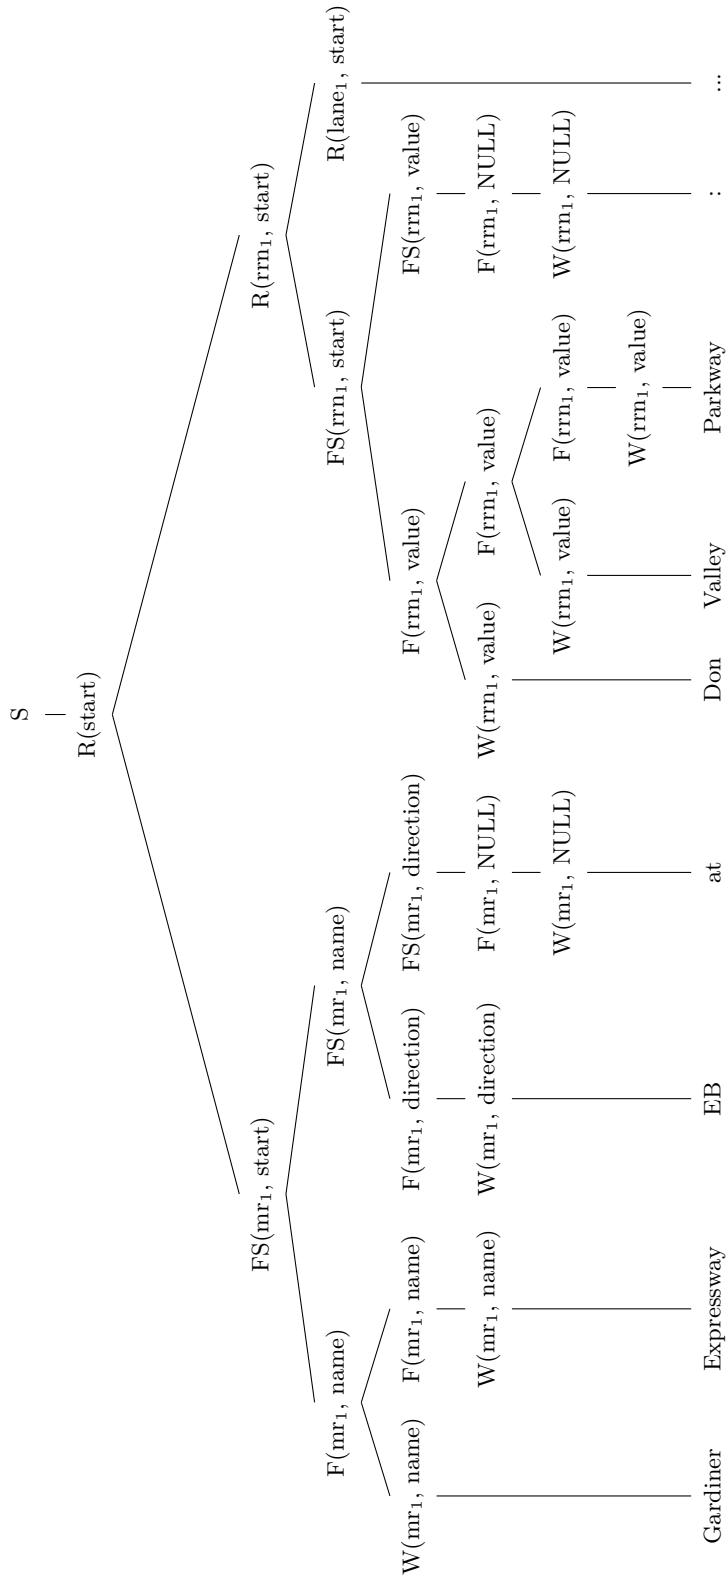 S
R(start)
FS(mr₁, start)
R(rrn₁, start)
F(mr₁, name)
FS(mr₁, name)
FS(rrn₁, start)
R(lane₁, start)
W(mr₁, name)
F(mr₁, name)
F(mr₁, direction)
FS(mr₁, direction)
F(rrn₁, value)
FS(rrn₁, value)
W(mr₁, name)
W(mr₁, direction)
F(mr₁, NULL)
W(rrn₁, value)
F(rrn₁, value)
F(rrn₁, NULL)
W(mr₁, NULL)
W(rrn₁, value)
F(rrn₁, value)
W(rrn₁, NULL)
W(rrn₁, value)
Gardiner Expressway EB at Don Valley Parkway : ...